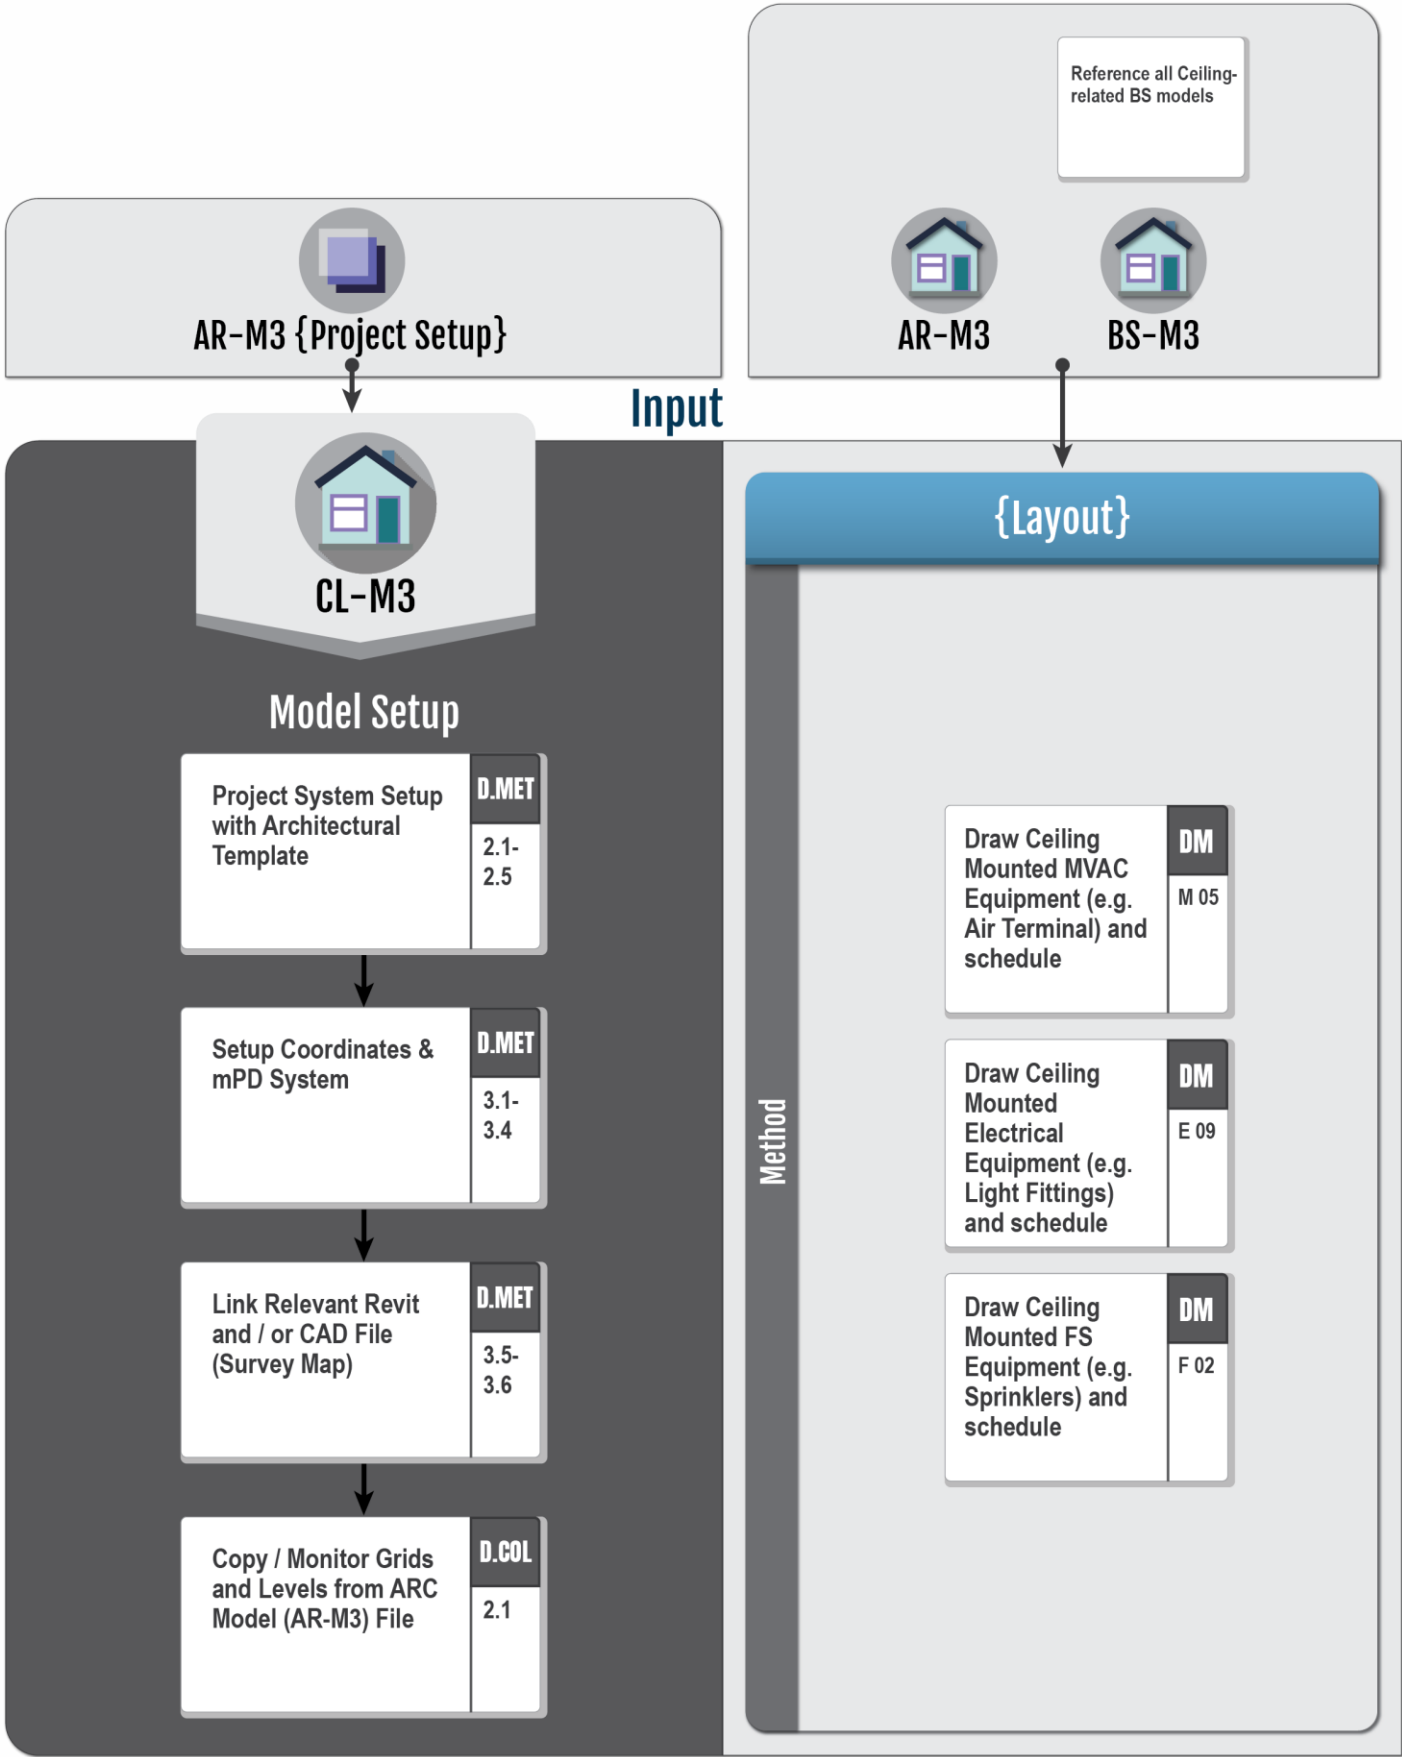 Reference all Ceiling-
related BS models
AR-M3 {Project Setup}
AR-M3
BS-M3
Input
CL-M3
{Layout}
Model Setup
Project System Setup
with Architectural
Template
D.MET
2.1-
2.5
Setup Coordinates &
mPD System
D.MET
3.1-
3.4
Link Relevant Revit
and / or CAD File
(Survey Map)
D.MET
3.5-
3.6
Copy / Monitor Grids
and Levels from ARC
Model (AR-M3) File
D.COL
2.1
Method
Draw Ceiling
Mounted MVAC
Equipment (e.g.
Air Terminal) and
schedule
DM
M 05
Draw Ceiling
Mounted
Electrical
Equipment (e.g.
Light Fittings)
and schedule
DM
E 09
Draw Ceiling
Mounted FS
Equipment (e.g.
Sprinklers) and
schedule
DM
F 02